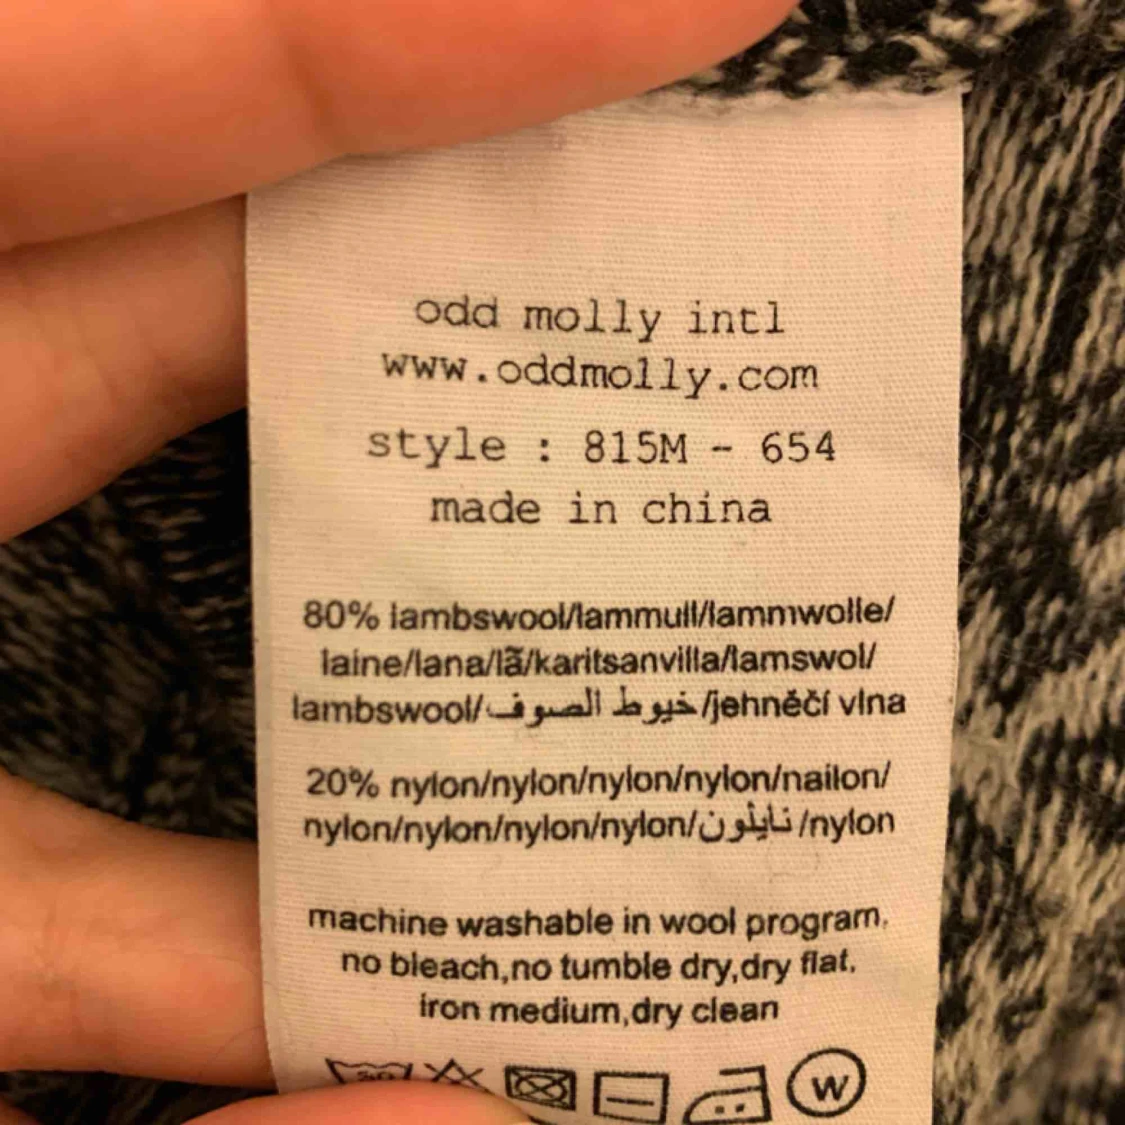 odd molly intl
www.oddmolly.com
style : 815M - 654
made in china
80% lambswool/lammull/lammwolle/
laine/lana/lã/karitsanvilla/lamswol/
lambswool/خيوط الصوف/jehněčí vlna
20% nylon/nylon/nylon/nylon/nailon/
nylon/nylon/nylon/nylon/نايلون/nylon
machine washable in wool program.
no bleach,no tumble dry,dry flat.
iron medium,dry clean
W